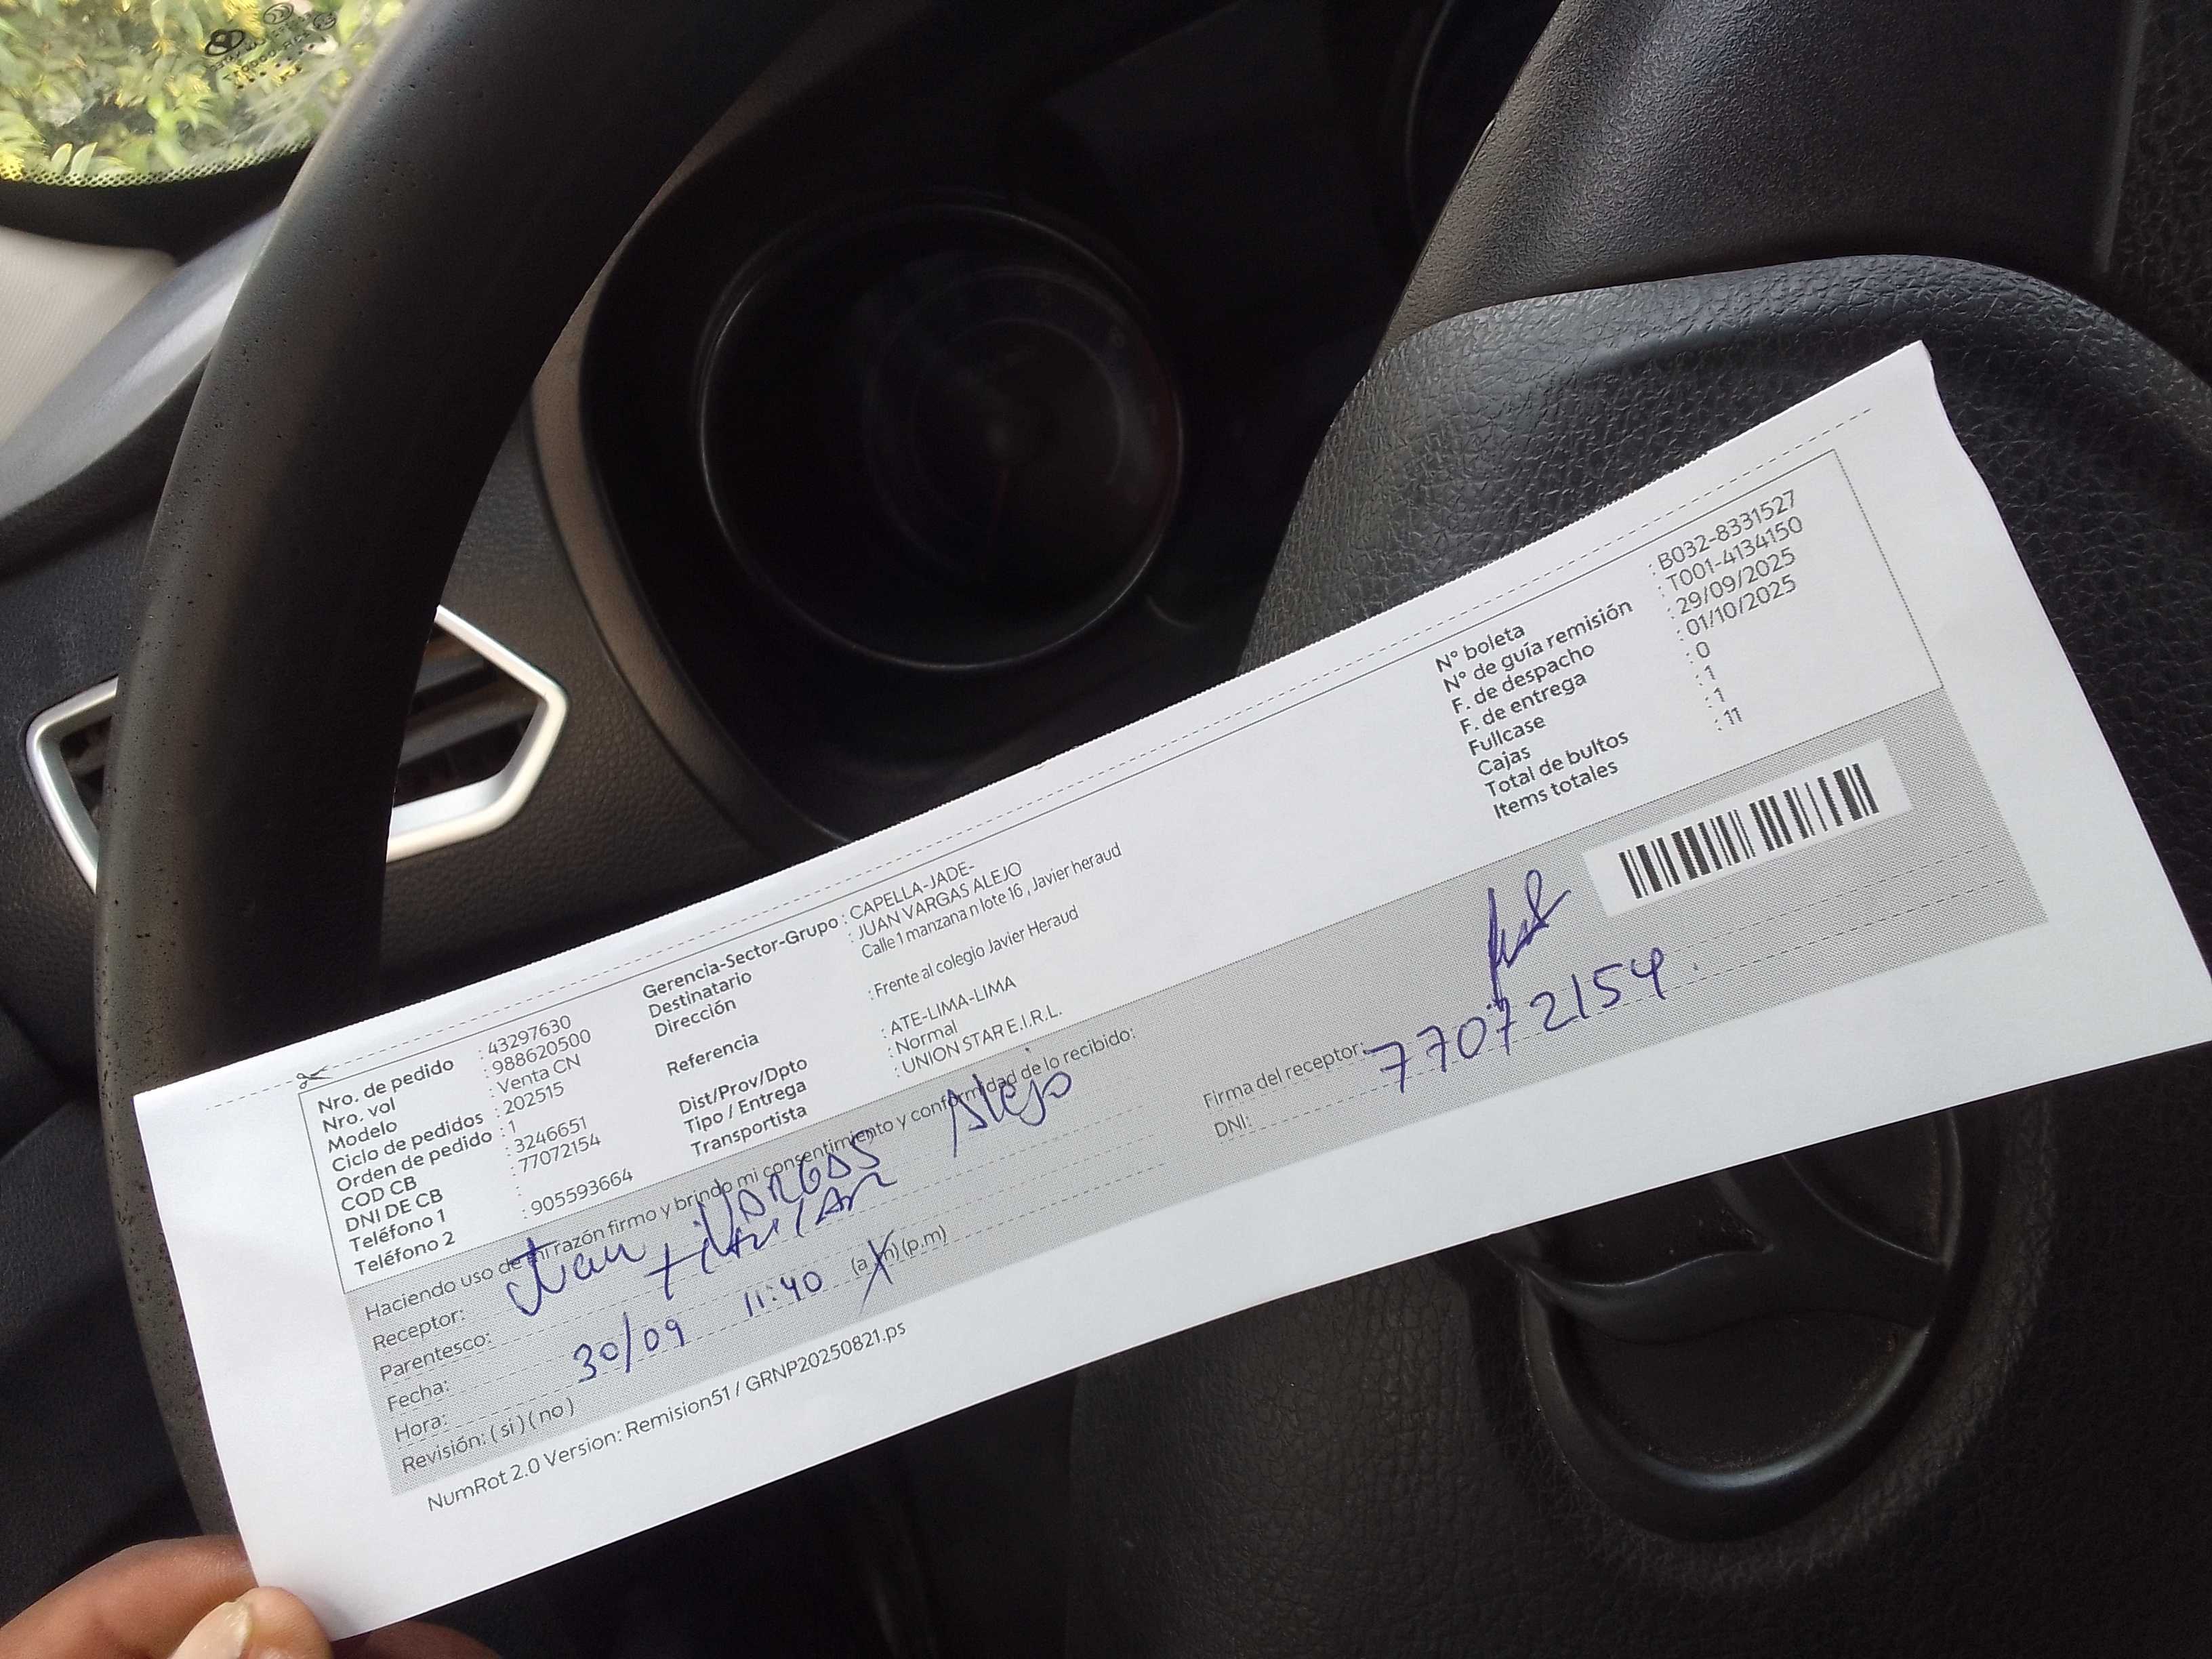 Nro. de pedido : 43297630
Nro. vol : 988620500
Modelo : Venta CN
Ciclo de pedidos : 202515
Orden de pedido : 1
COD CB : 3246651
DNI DE CB : 77072154
Teléfono 1 :
Teléfono 2 : 905593664
Gerencia-Sector-Grupo : CAPELLA-JADE-
Destinatario : JUAN VARGAS ALEJO
Dirección Calle 1 manzana n lote 16 , Javier heraud
Referencia : Frente al colegio Javier Heraud
Dist/Prov/Dpto : ATE-LIMA-LIMA
Tipo / Entrega : Normal
Transportista : UNION STAR E.I.R.L.
N° boleta : B032-8331527
N° de guía remisión : T001-4134150
F. de despacho : 29/09/2025
F. de entrega : 01/10/2025
Fullcase : 0
Cajas : 1
Total de bultos : 1
Items totales : 11
Haciendo uso de mi razón firmo y brindo mi consentimiento y conformidad de lo recibido:
Receptor: Juan VARGAS Alejo
Parentesco:
Fecha: 30/09
Hora: 11:40 (a.m) (p.m)
Revisión: ( si ) ( no )
Firma del receptor:
DNI: 77072154
NumRot 2.0 Version: Remision51 / GRNP20250821.ps